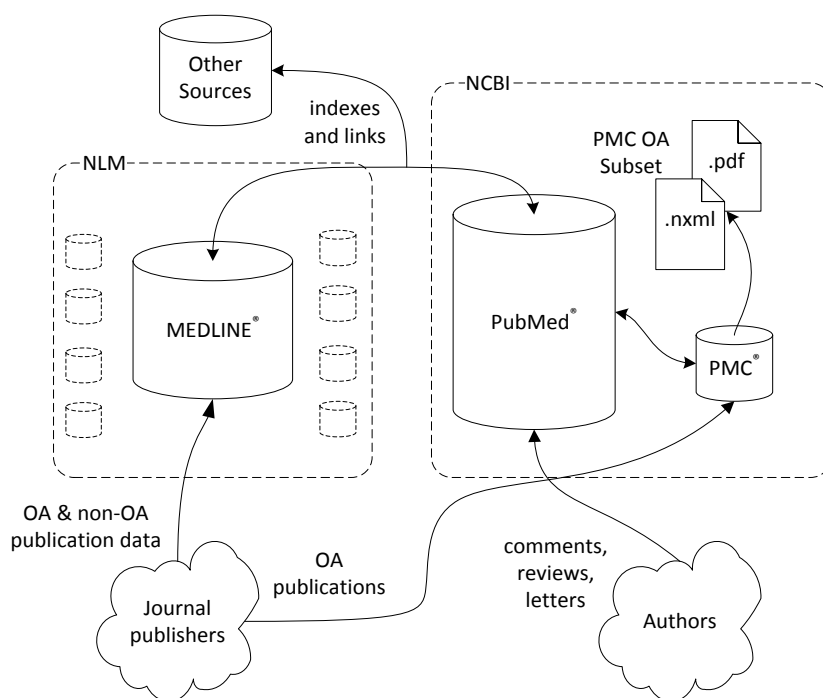 Other
Sources
NCBI
indexes
and links
PMC OA
Subset
.pdf
.nxml
NLM
MEDLINE®
PubMed®
PMC®
OA & non-OA
publication data
OA
publications
comments,
reviews,
letters
Journal
publishers
Authors